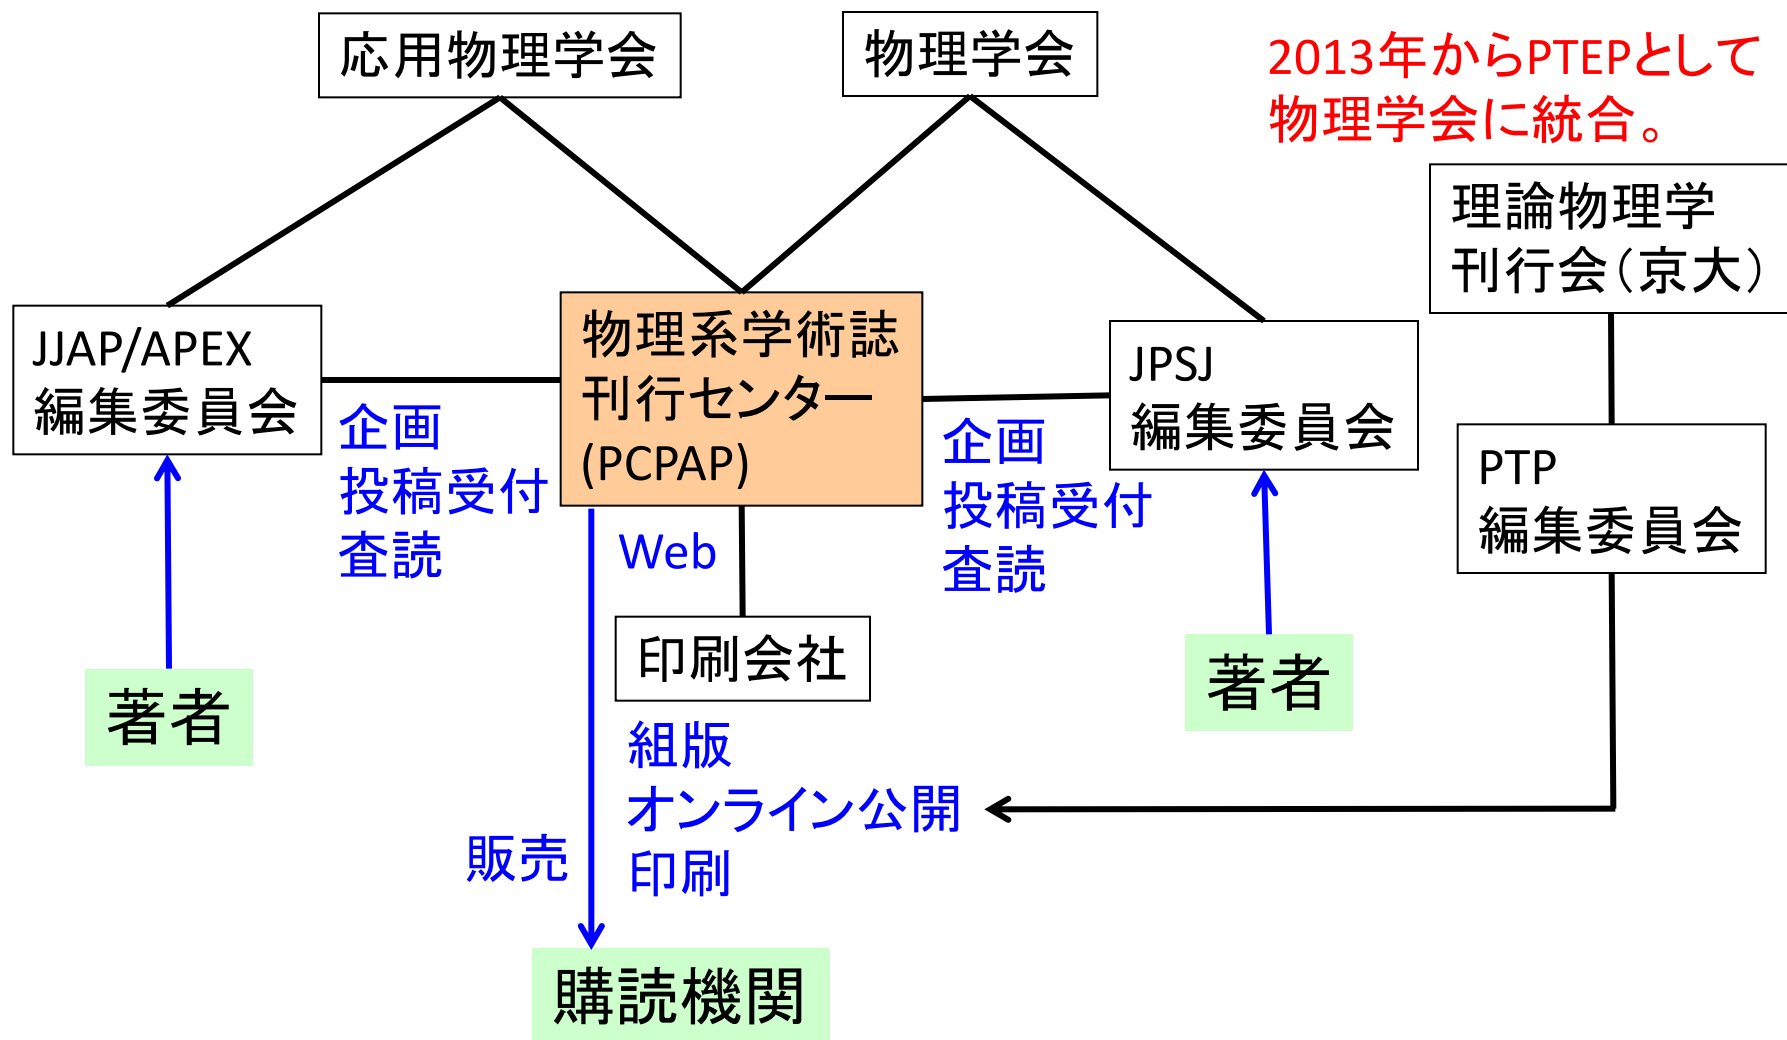 応用物理学会
物理学会
2013年からPTEPとして
物理学会に統合。
理論物理学
刊行会(京大)
JJAP/APEX
編集委員会
物理系学術誌
刊行センター
(PCPAP)
JPSJ
編集委員会
企画
投稿受付
査読
企画
投稿受付
査読
PTP
編集委員会
Web
印刷会社
著者
著者
組版
オンライン公開
印刷
販売
購読機関